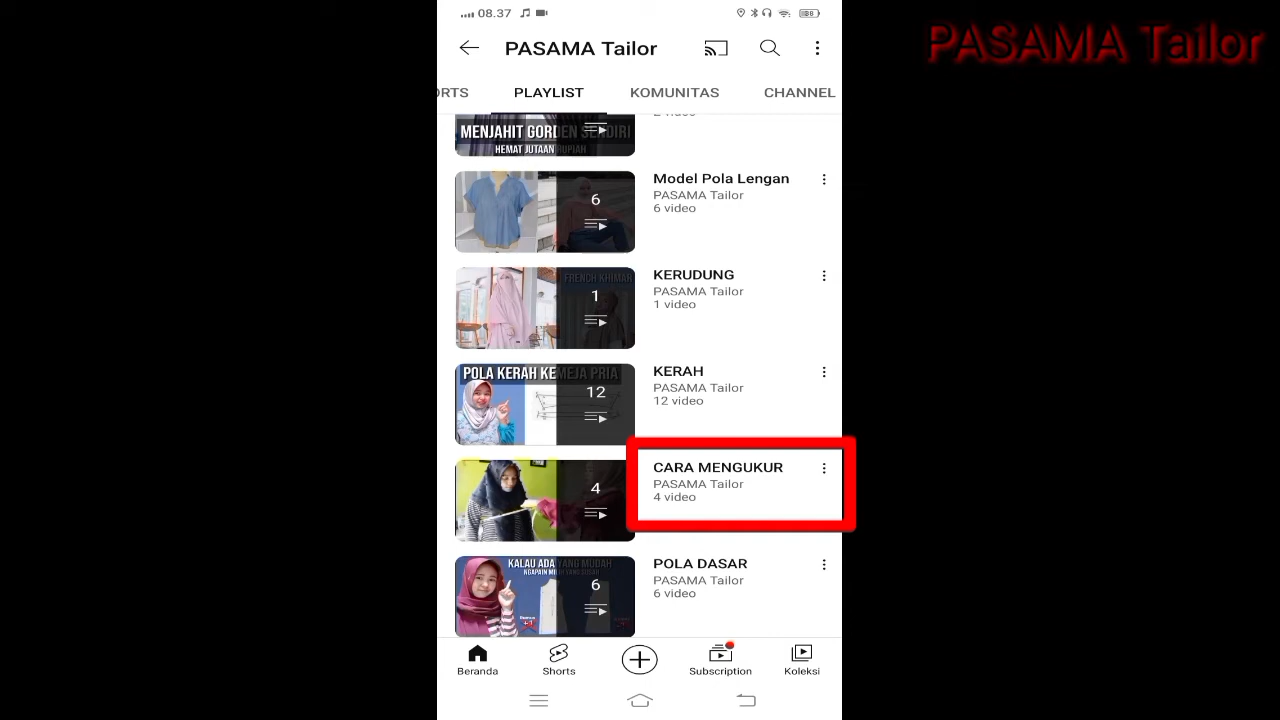 08.37
PASAMA Tailor
PASAMA Tailor
ORTS
PLAYLIST
KOMUNITAS
CHANNEL
2 video
MENJAHIT GORDEN SENDIRI
HEMAT JUTAAN RUPIAH
6
Model Pola Lengan
PASAMA Tailor
6 video
FRENCH KHIMAR
1
KERUDUNG
PASAMA Tailor
1 video
POLA KERAH KEMEJA PRIA
12
KERAH
PASAMA Tailor
12 video
4
CARA MENGUKUR
PASAMA Tailor
4 video
KALAU ADA YANG MUDAH
6
POLA DASAR
PASAMA Tailor
6 video
Beranda
Shorts
Subscription
Koleksi